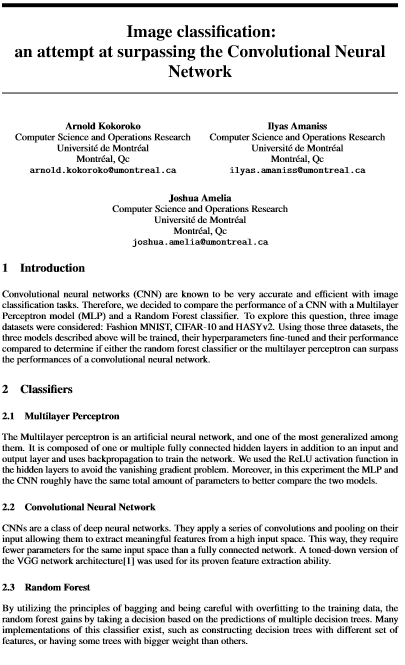 Image classification:
an attempt at surpassing the Convolutional Neural
Network
Arnold Kokoroko
Computer Science and Operations Research
Université de Montréal
Montréal, Qc
arnold.kokoroko@umontreal.ca
Ilyas Amaniss
Computer Science and Operations Research
Université de Montréal
Montréal, Qc
ilyas.amaniss@umontreal.ca
Joshua Amelia
Computer Science and Operations Research
Université de Montréal
Montréal, Qc
joshua.amelia@umontreal.ca
1 Introduction
Convolutional neural networks (CNN) are known to be very accurate and efficient with image
classification tasks. Therefore, we decided to compare the performance of a CNN with a Multilayer
Perceptron model (MLP) and a Random Forest classifier. To explore this question, three image
datasets were considered: Fashion MNIST, CIFAR-10 and HASYv2. Using those three datasets, the
three models described above will be trained, their hyperparameters fine-tuned and their performance
compared to determine if either the random forest classifier or the multilayer perceptron can surpass
the performances of a convolutional neural network.
2 Classifiers
2.1 Multilayer Perceptron
The Multilayer perceptron is an artificial neural network, and one of the most generalized among
them. It is composed of one or multiple fully connected hidden layers in addition to an input and
output layer and uses backpropagation to train the network. We used the ReLU activation function in
the hidden layers to avoid the vanishing gradient problem. Moreover, in this experiment the MLP and
the CNN roughly have the same total amount of parameters to better compare the two models.
2.2 Convolutional Neural Network
CNNs are a class of deep neural networks. They apply a series of convolutions and pooling on their
input allowing them to extract meaningful features from a high input space. This way, they require
fewer parameters for the same input space than a fully connected network. A toned-down version of
the VGG network architecture[1] was used for its proven feature extraction ability.
2.3 Random Forest
By utilizing the principles of bagging and being careful with overfitting to the training data, the
random forest gains by taking a decision based on the predictions of multiple decision trees. Many
implementations of this classifier exist, such as constructing decision trees with different set of
features, or having some trees with bigger weight than others.